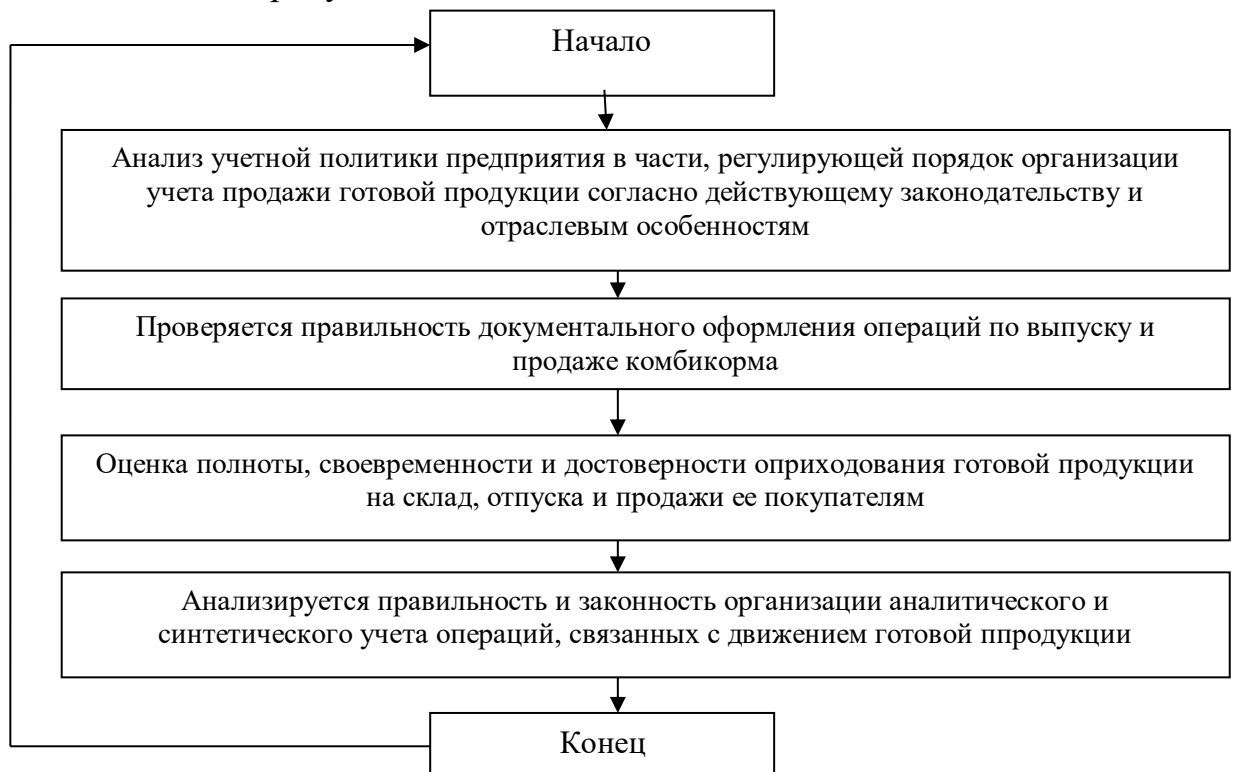 Начало
Анализ учетной политики предприятия в части, регулирующей порядок организации
учета продажи готовой продукции согласно действующему законодательству и
отраслевым особенностям
Проверяется правильность документального оформления операций по выпуску и
продаже комбикорма
Оценка полноты, своевременности и достоверности оприходования готовой продукции
на склад, отпуска и продажи ее покупателям
Анализируется правильность и законность организации аналитического и
синтетического учета операций, связанных с движением готовой ппродукции
Конец